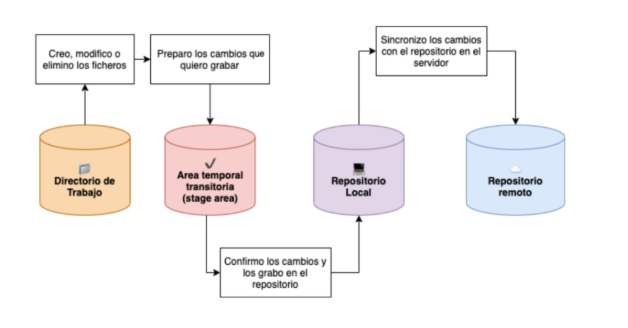 Creo, modifico o
elimino los ficheros
Preparo los cambios que
quiero grabar
Sincronizo los cambios
con el repositorio en el
servidor
Directorio de
Trabajo
Area temporal
transitoria
(stage area)
Repositorio
Local
Repositorio
remoto
Confirmo los cambios y
los grabo en el
repositorio